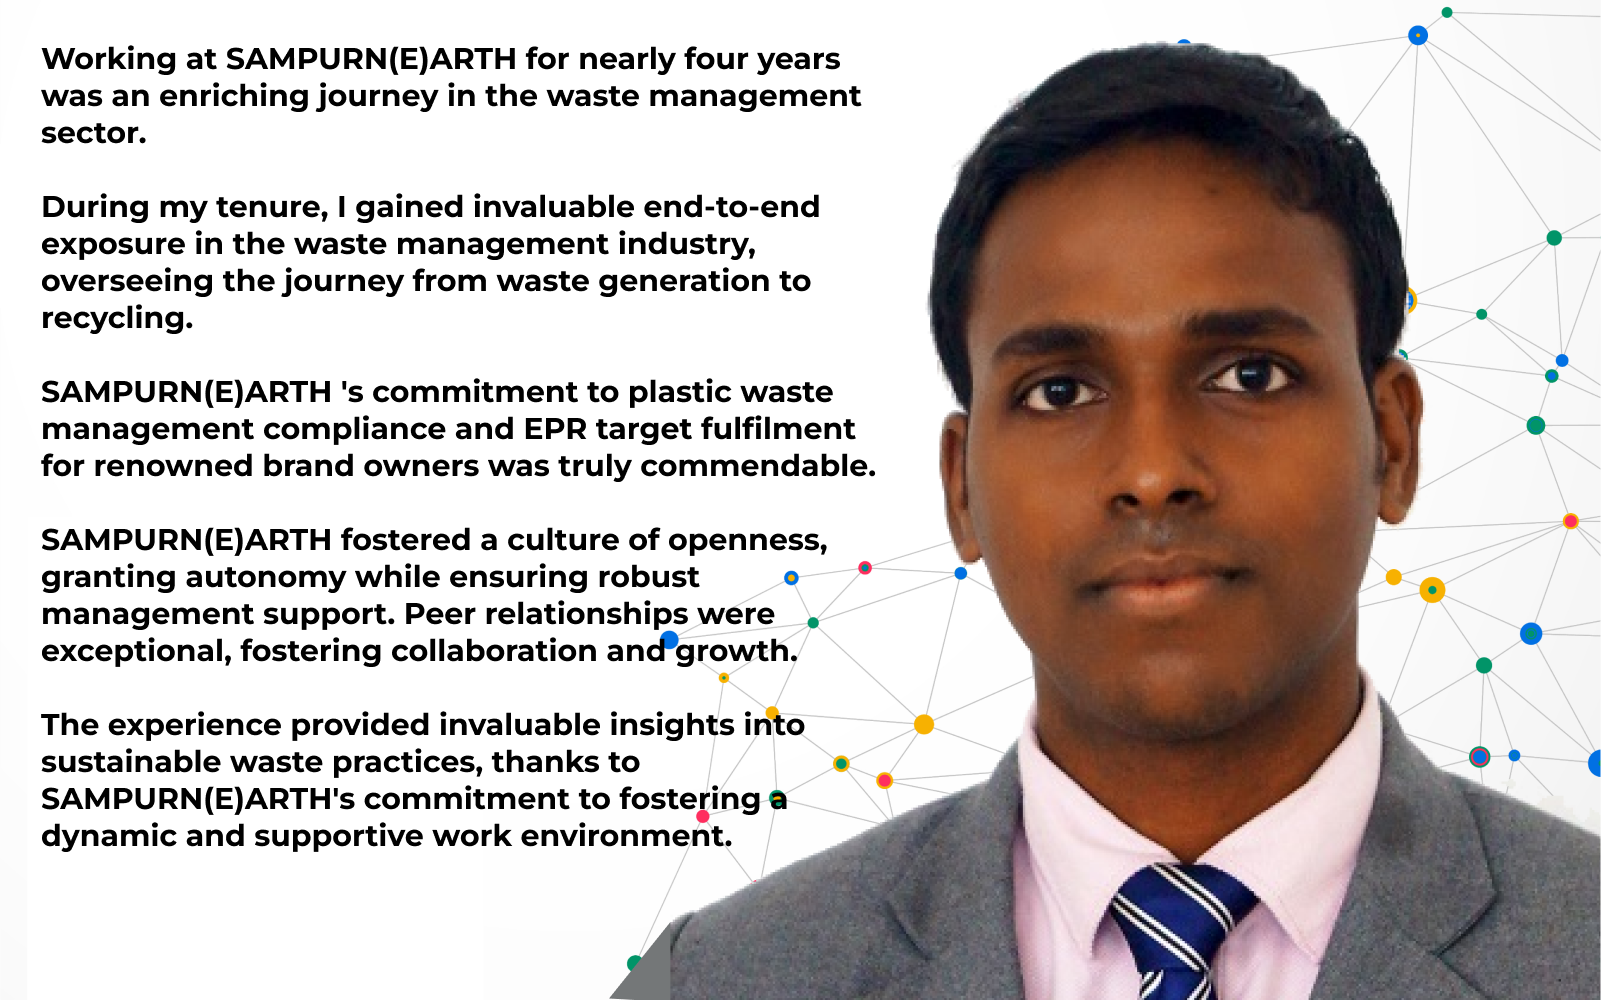 Working at SAMPURN(E)ARTH for nearly four years
was an enriching journey in the waste management
sector.
During my tenure, I gained invaluable end-to-end
exposure in the waste management industry,
overseeing the journey from waste generation to
recycling.
SAMPURN(E)ARTH 's commitment to plastic waste
management compliance and EPR target fulfilment
for renowned brand owners was truly commendable.
SAMPURN(E)ARTH fostered a culture of openness,
granting autonomy while ensuring robust
management support. Peer relationships were
exceptional, fostering collaboration and growth.
The experience provided invaluable insights into
sustainable waste practices, thanks to
SAMPURN(E)ARTH's commitment to fostering a
dynamic and supportive work environment.